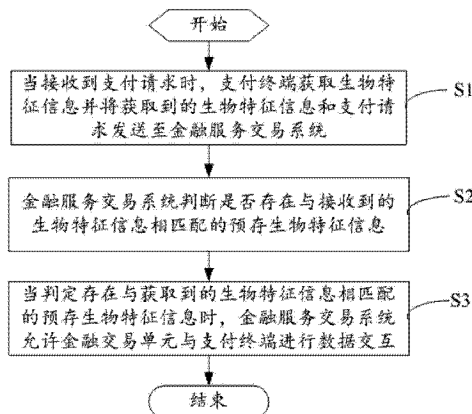 开始
当接收到支付请求时，支付终端获取生物特
征信息并将获取到的生物特征信息和支付请
求发送至金融服务交易系统
S1
金融服务交易系统判断是否存在与接收到的
生物特征信息相匹配的预存生物特征信息
S2
当判定存在与获取到的生物特征信息相匹配
的预存生物特征信息时，金融服务交易系统
允许金融交易单元与支付终端进行数据交互
S3
结束